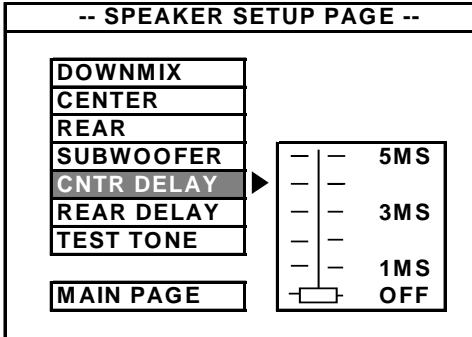 -- SPEAKER SETUP PAGE --
DOWNMIX
CENTER
REAR
SUBWOOFER
CNTR DELAY
REAR DELAY
TEST TONE
MAIN PAGE
5MS
3MS
1MS
OFF